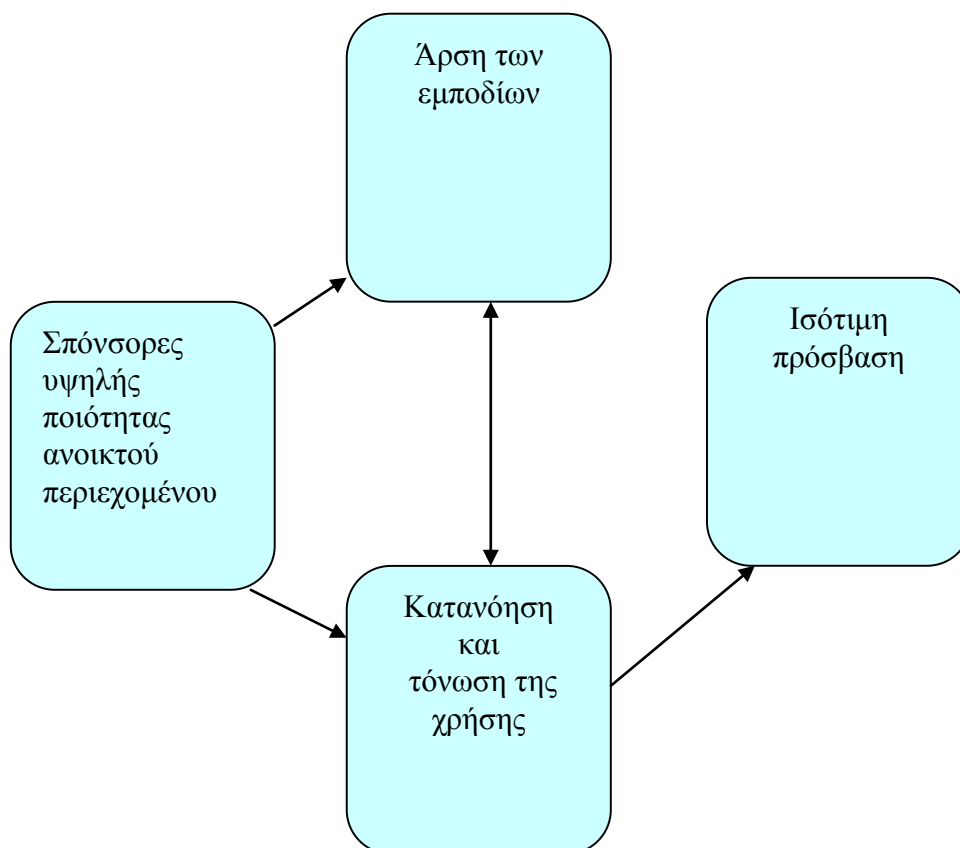 Άρση των
εμποδίων
Σπόνσορες
υψηλής
ποιότητας
ανοικτού
περιεχομένου
Ισότιμη
πρόσβαση
Κατανόηση
και
τόνωση της
χρήσης